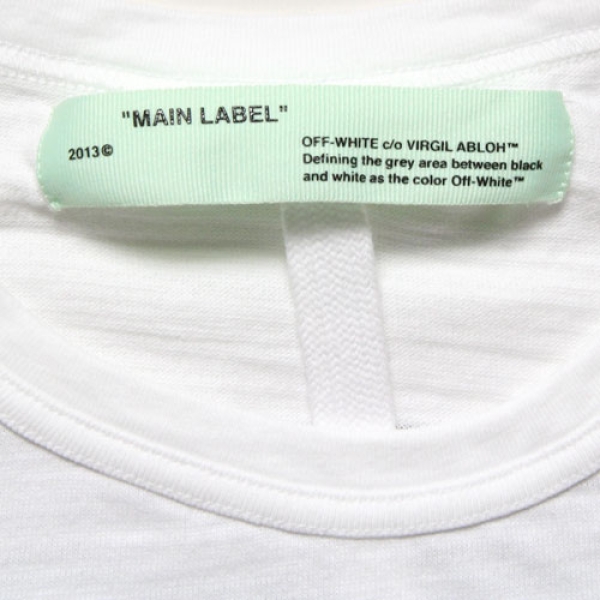 "MAIN LABEL"
2013©
OFF-WHITE c/o VIRGIL ABLOH™
Defining the grey area between black
and white as the color Off-White™